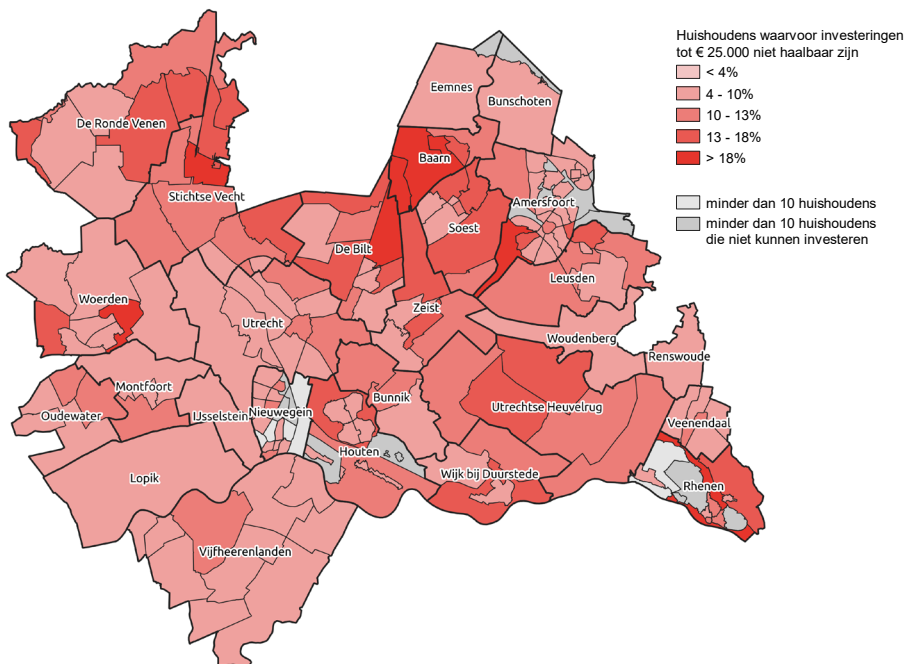 Huishoudens waarvoor investeringen
tot € 25.000 niet haalbaar zijn
< 4%
4 - 10%
10 - 13%
13 - 18%
> 18%
minder dan 10 huishoudens
minder dan 10 huishoudens
die niet kunnen investeren
Eemnes
Bunschoten
De Ronde Venen
Baarn
Stichtse Vecht
Amersfoort
Soest
De Bilt
Leusden
Woerden
Zeist
Utrecht
Woudenberg
Renswoude
Montfoort
Bunnik
Utrechtse Heuvelrug
Oudewater
IJsselstein
Nieuwegein
Veenendaal
Houten
Lopik
Wijk bij Duurstede
Rhenen
Vijfheerenlanden